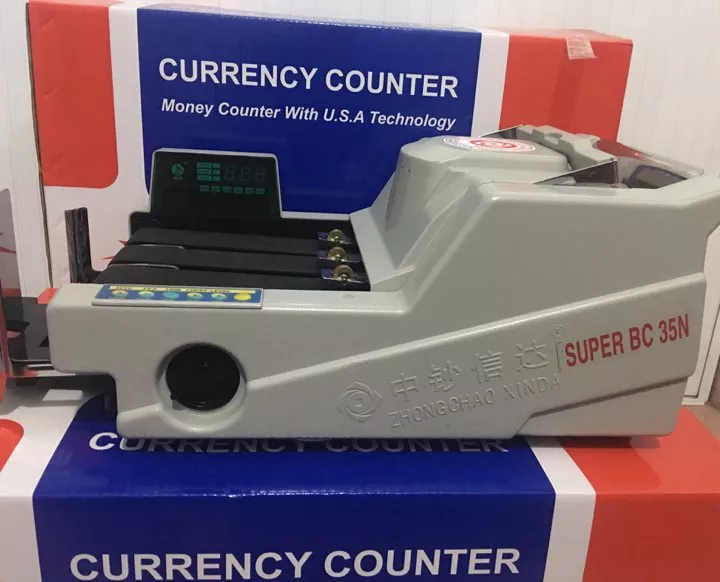 CURRENCY COUNTER
Money Counter With U.S.A Technology
SUPER BC 35N
中钞信达
ZHONGCHAO XINDA
CURRENCY COUNTER
CURRENCY COUNTER